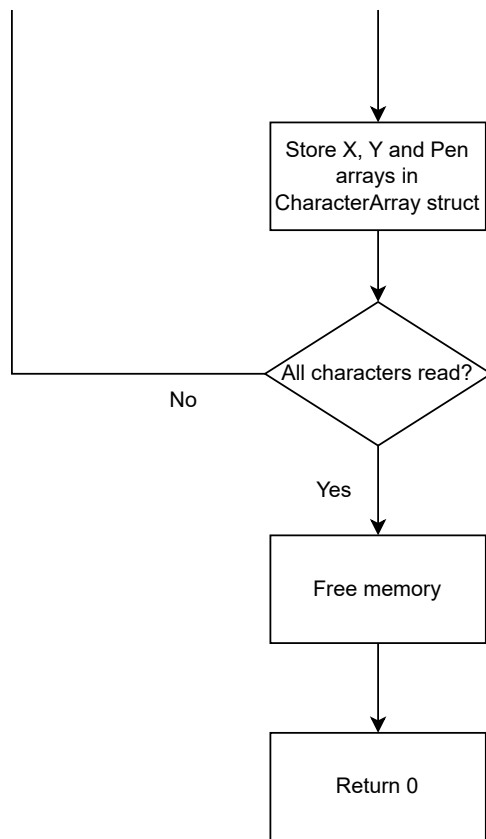 Store X, Y and Pen
arrays in
CharacterArray struct
All characters read?
No
Yes
Free memory
Return 0